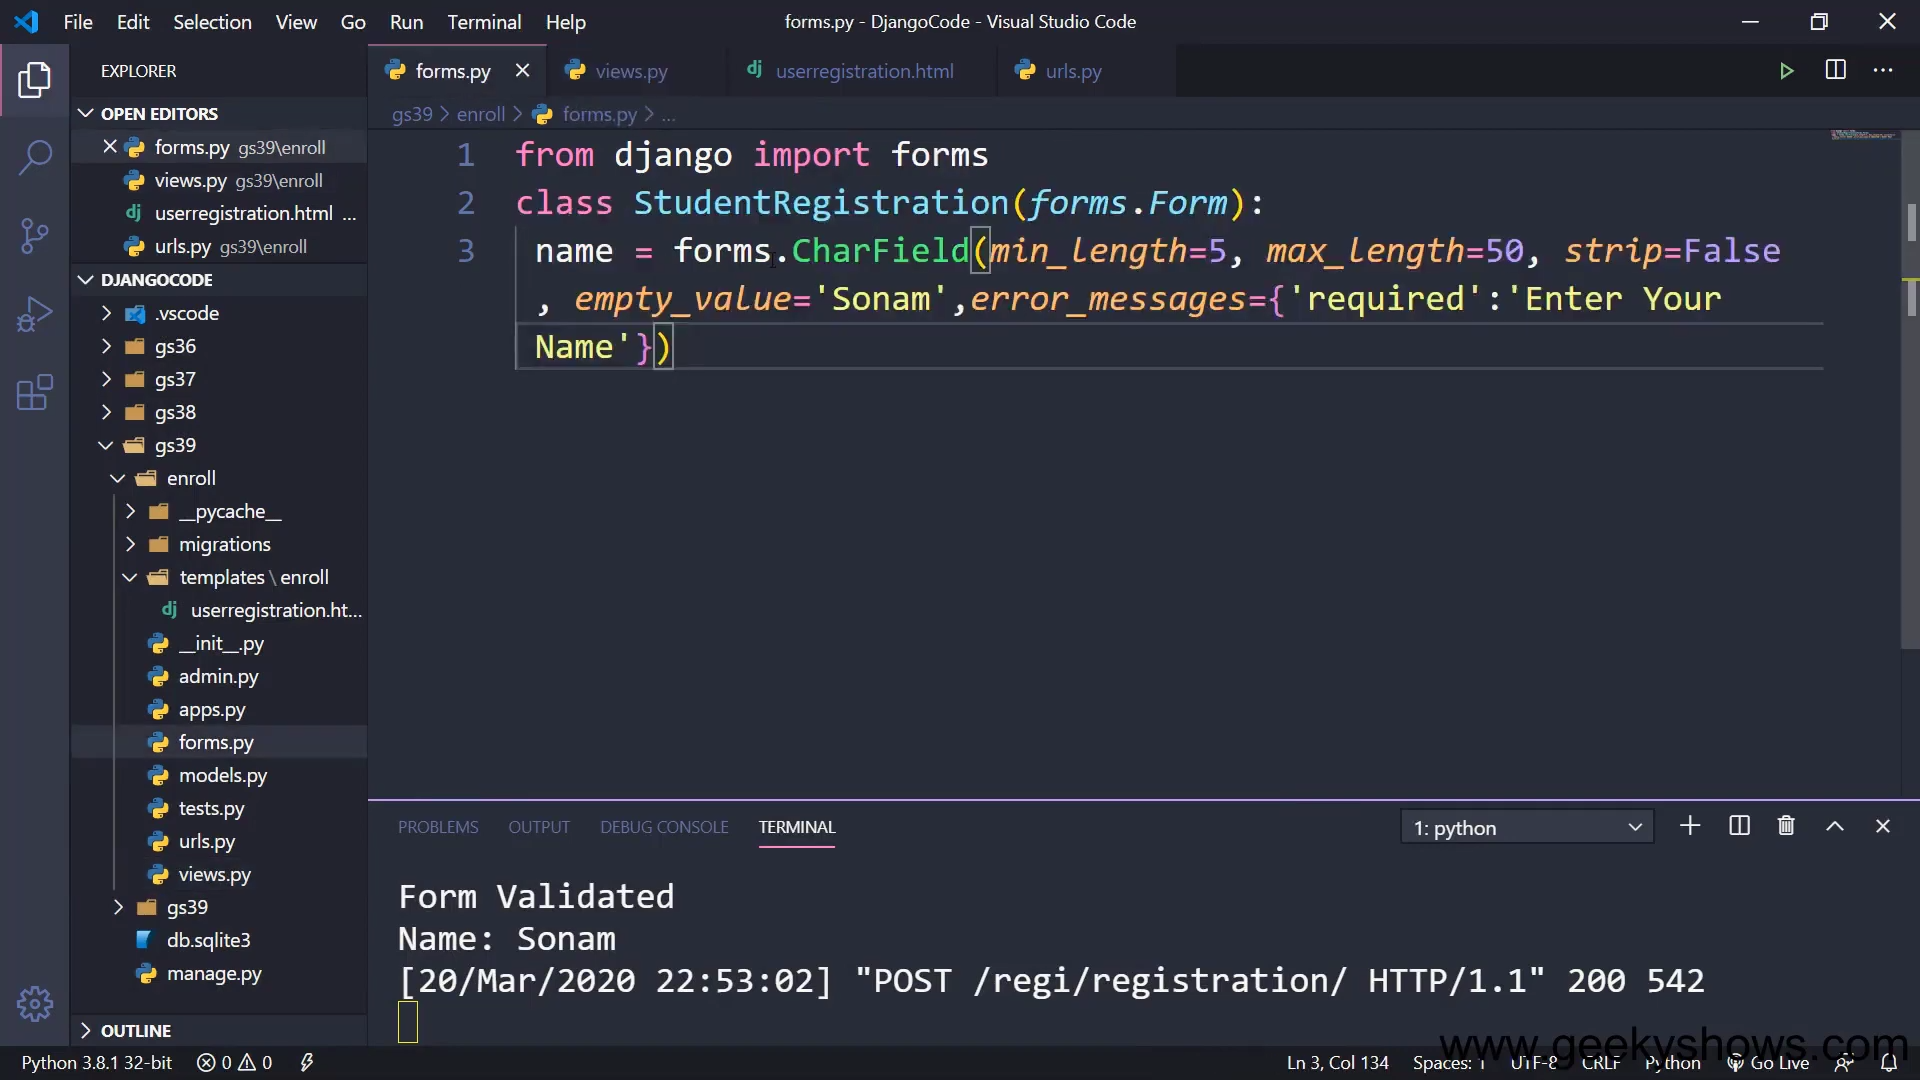 File Edit Selection View Go Run Terminal Help
forms.py - DjangoCode - Visual Studio Code
EXPLORER
OPEN EDITORS
forms.py gs39\enroll
views.py gs39\enroll
userregistration.html ...
urls.py gs39\enroll
DJANGOCODE
.vscode
gs36
gs37
gs38
gs39
enroll
__pycache__
migrations
templates\enroll
userregistration.ht...
__init__.py
admin.py
apps.py
forms.py
models.py
tests.py
urls.py
views.py
gs39
db.sqlite3
manage.py
OUTLINE
forms.py views.py userregistration.html urls.py
gs39 > enroll > forms.py > ...
1 from django import forms
2 class StudentRegistration(forms.Form):
3 name = forms.CharField(min_length=5, max_length=50, strip=False
, empty_value='Sonam',error_messages={'required':'Enter Your
Name'})
PROBLEMS OUTPUT DEBUG CONSOLE TERMINAL
1: python
Form Validated
Name: Sonam
[20/Mar/2020 22:53:02] "POST /regi/registration/ HTTP/1.1" 200 542
www.geekyshows.com
Python 3.8.1 32-bit 0 0
Ln 3, Col 134 Spaces: 1 UTF-8 CRLF Python Go Live